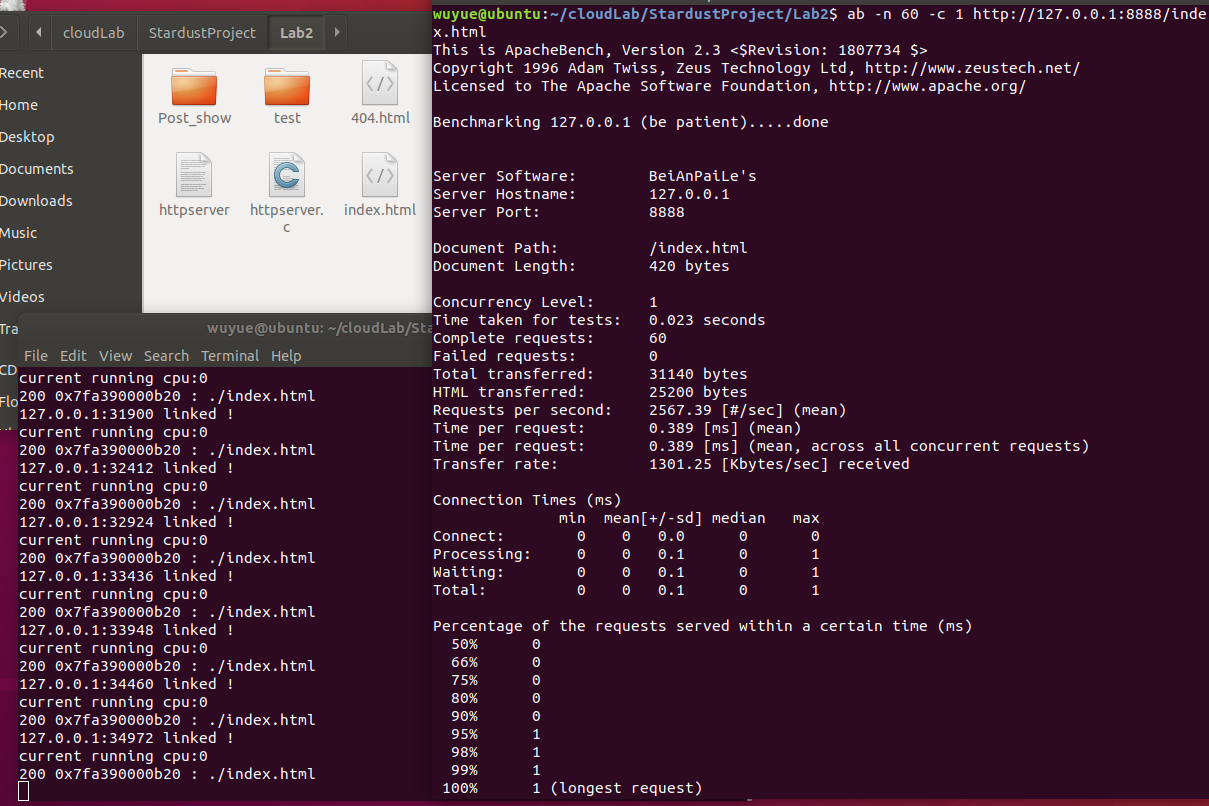 cloudLab StardustProject Lab2
Recent
Home
Desktop
Documents
Downloads
Music
Pictures
Videos
Tra
CD
Flo
Post_show test 404.html
httpserver httpserver. index.html
c
wuyue@ubuntu: ~/cloudLab/St
File Edit View Search Terminal Help
current running cpu:0
200 0x7fa390000b20 : ./index.html
127.0.0.1:31900 linked !
current running cpu:0
200 0x7fa390000b20 : ./index.html
127.0.0.1:32412 linked !
current running cpu:0
200 0x7fa390000b20 : ./index.html
127.0.0.1:32924 linked !
current running cpu:0
200 0x7fa390000b20 : ./index.html
127.0.0.1:33436 linked !
current running cpu:0
200 0x7fa390000b20 : ./index.html
127.0.0.1:33948 linked !
current running cpu:0
200 0x7fa390000b20 : ./index.html
127.0.0.1:34460 linked !
current running cpu:0
200 0x7fa390000b20 : ./index.html
127.0.0.1:34972 linked !
current running cpu:0
200 0x7fa390000b20 : ./index.html
wuyue@ubuntu:~/cloudLab/StardustProject/Lab2$ ab -n 60 -c 1 http://127.0.0.1:8888/inde
x.html
This is ApacheBench, Version 2.3 <$Revision: 1807734 $>
Copyright 1996 Adam Twiss, Zeus Technology Ltd, http://www.zeustech.net/
Licensed to The Apache Software Foundation, http://www.apache.org/
Benchmarking 127.0.0.1 (be patient).....done
Server Software: BeiAnPaiLe's
Server Hostname: 127.0.0.1
Server Port: 8888
Document Path: /index.html
Document Length: 420 bytes
Concurrency Level: 1
Time taken for tests: 0.023 seconds
Complete requests: 60
Failed requests: 0
Total transferred: 31140 bytes
HTML transferred: 25200 bytes
Requests per second: 2567.39 [#/sec] (mean)
Time per request: 0.389 [ms] (mean)
Time per request: 0.389 [ms] (mean, across all concurrent requests)
Transfer rate: 1301.25 [Kbytes/sec] received
Connection Times (ms)
min mean[+/-sd] median max
Connect: 0 0 0.0 0 0
Processing: 0 0 0.1 0 1
Waiting: 0 0 0.1 0 1
Total: 0 0 0.1 0 1
Percentage of the requests served within a certain time (ms)
50% 0
66% 0
75% 0
80% 0
90% 0
95% 1
98% 1
99% 1
100% 1 (longest request)